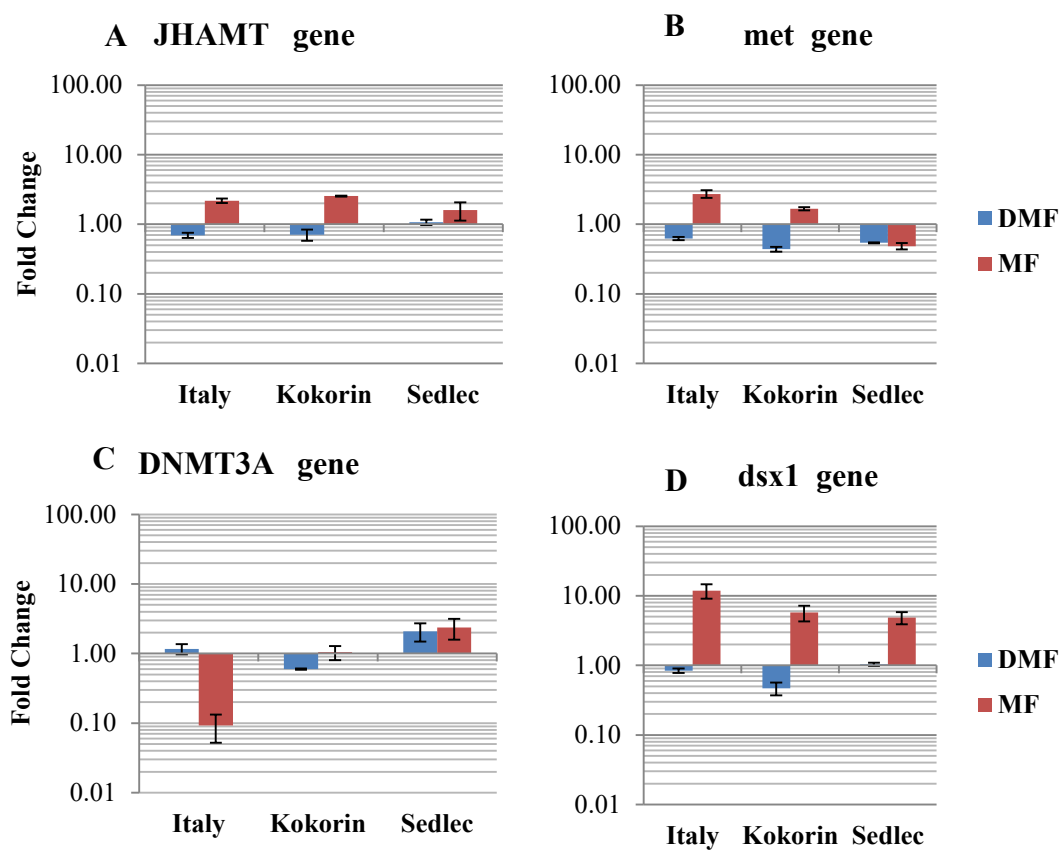 A JHAMT gene
Fold Change
100.00
10.00
1.00
0.10
0.01
Italy Kokorin Sedlec
B met gene
100.00
10.00
1.00
0.10
0.01
Italy Kokorin Sedlec
DMF
MF
C DNMT3A gene
Fold Change
100.00
10.00
1.00
0.10
0.01
Italy Kokorin Sedlec
D dsx1 gene
100.00
10.00
1.00
0.10
0.01
Italy Kokorin Sedlec
DMF
MF